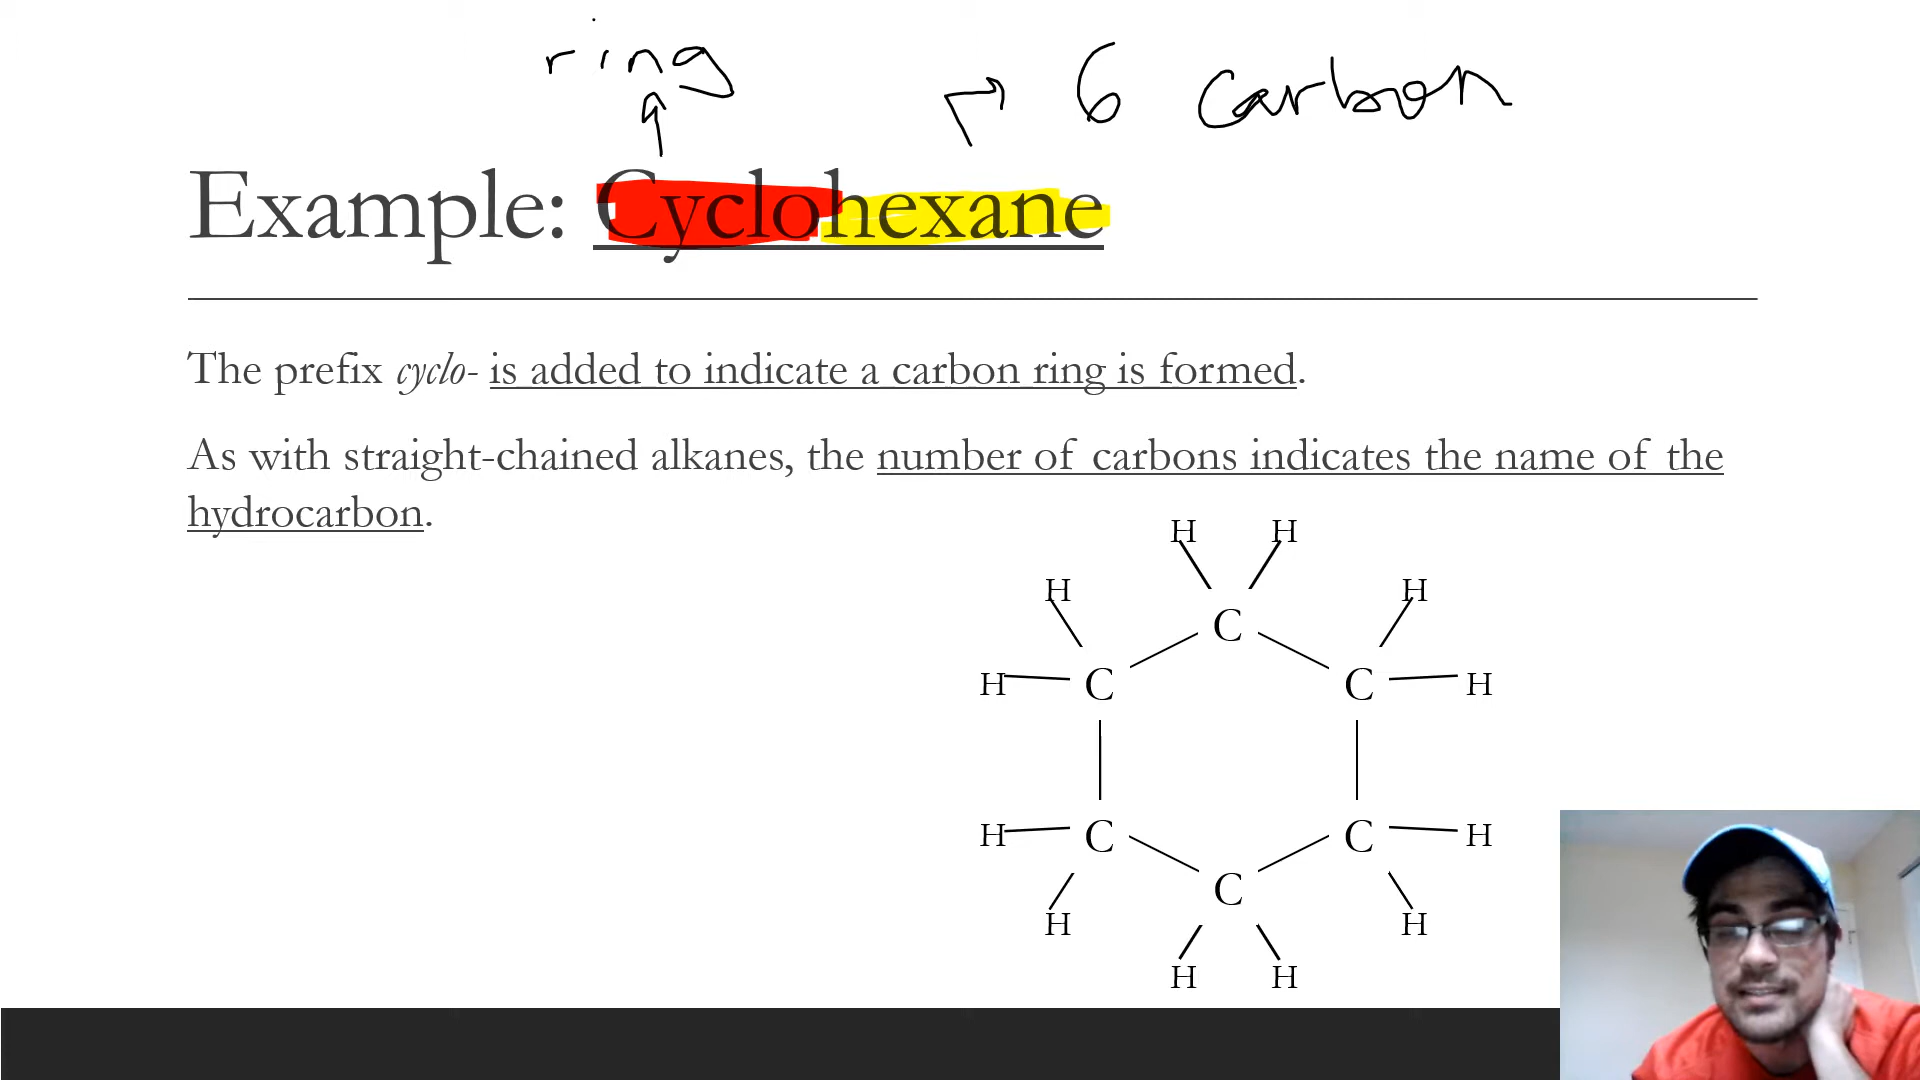 ring
6 carbon
Example: Cyclohexane
The prefix cyclo- is added to indicate a carbon ring is formed.
As with straight-chained alkanes, the number of carbons indicates the name of the
hydrocarbon.
H H
H H
C
H C C H
H C C H
C
H H
H H